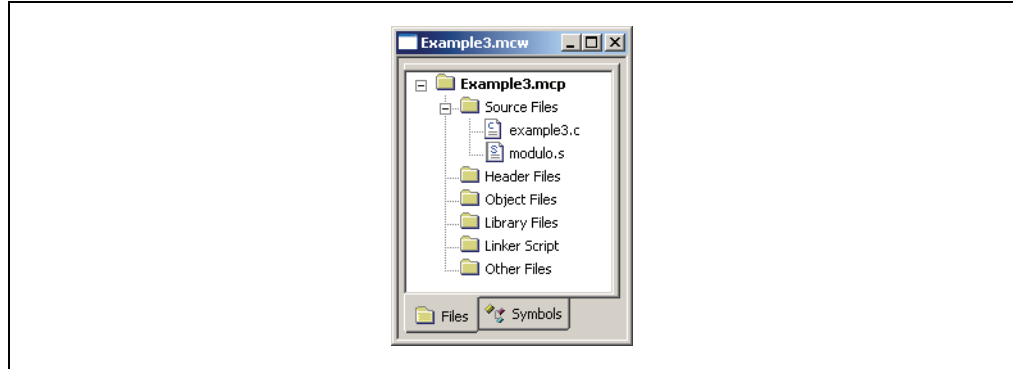 Example3.mcw
Example3.mcp
Source Files
example3.c
modulo.s
Header Files
Object Files
Library Files
Linker Script
Other Files
Files Symbols